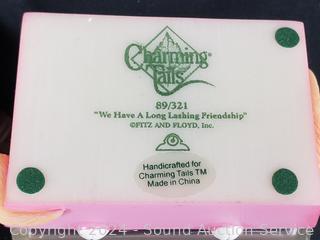 Charming
Tails
89/321
"We Have A Long Lashing Friendship"
©FITZ AND FLOYD, Inc.
Handicrafted for
Charming Tails TM
Made in China
Copyright 2024 - Sound Auction Service